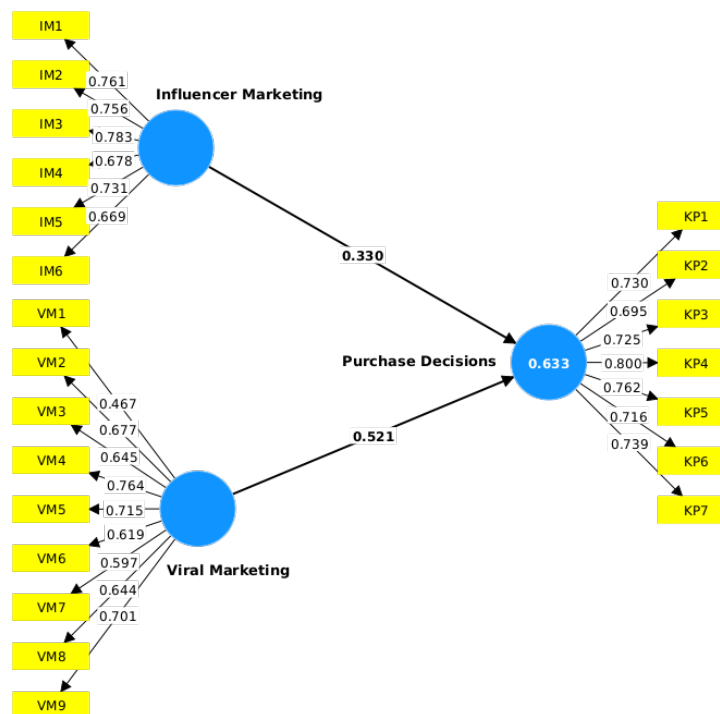 IM1
IM2
IM3
IM4
IM5
IM6
0.761
0.756
0.783
0.678
0.731
0.669
Influencer Marketing
0.330
VM1
VM2
VM3
VM4
VM5
VM6
VM7
VM8
VM9
0.467
0.677
0.645
0.764
0.715
0.619
0.597
0.644
0.701
Viral Marketing
0.521
Purchase Decisions
0.633
0.730
0.695
0.725
0.800
0.762
0.716
0.739
KP1
KP2
KP3
KP4
KP5
KP6
KP7